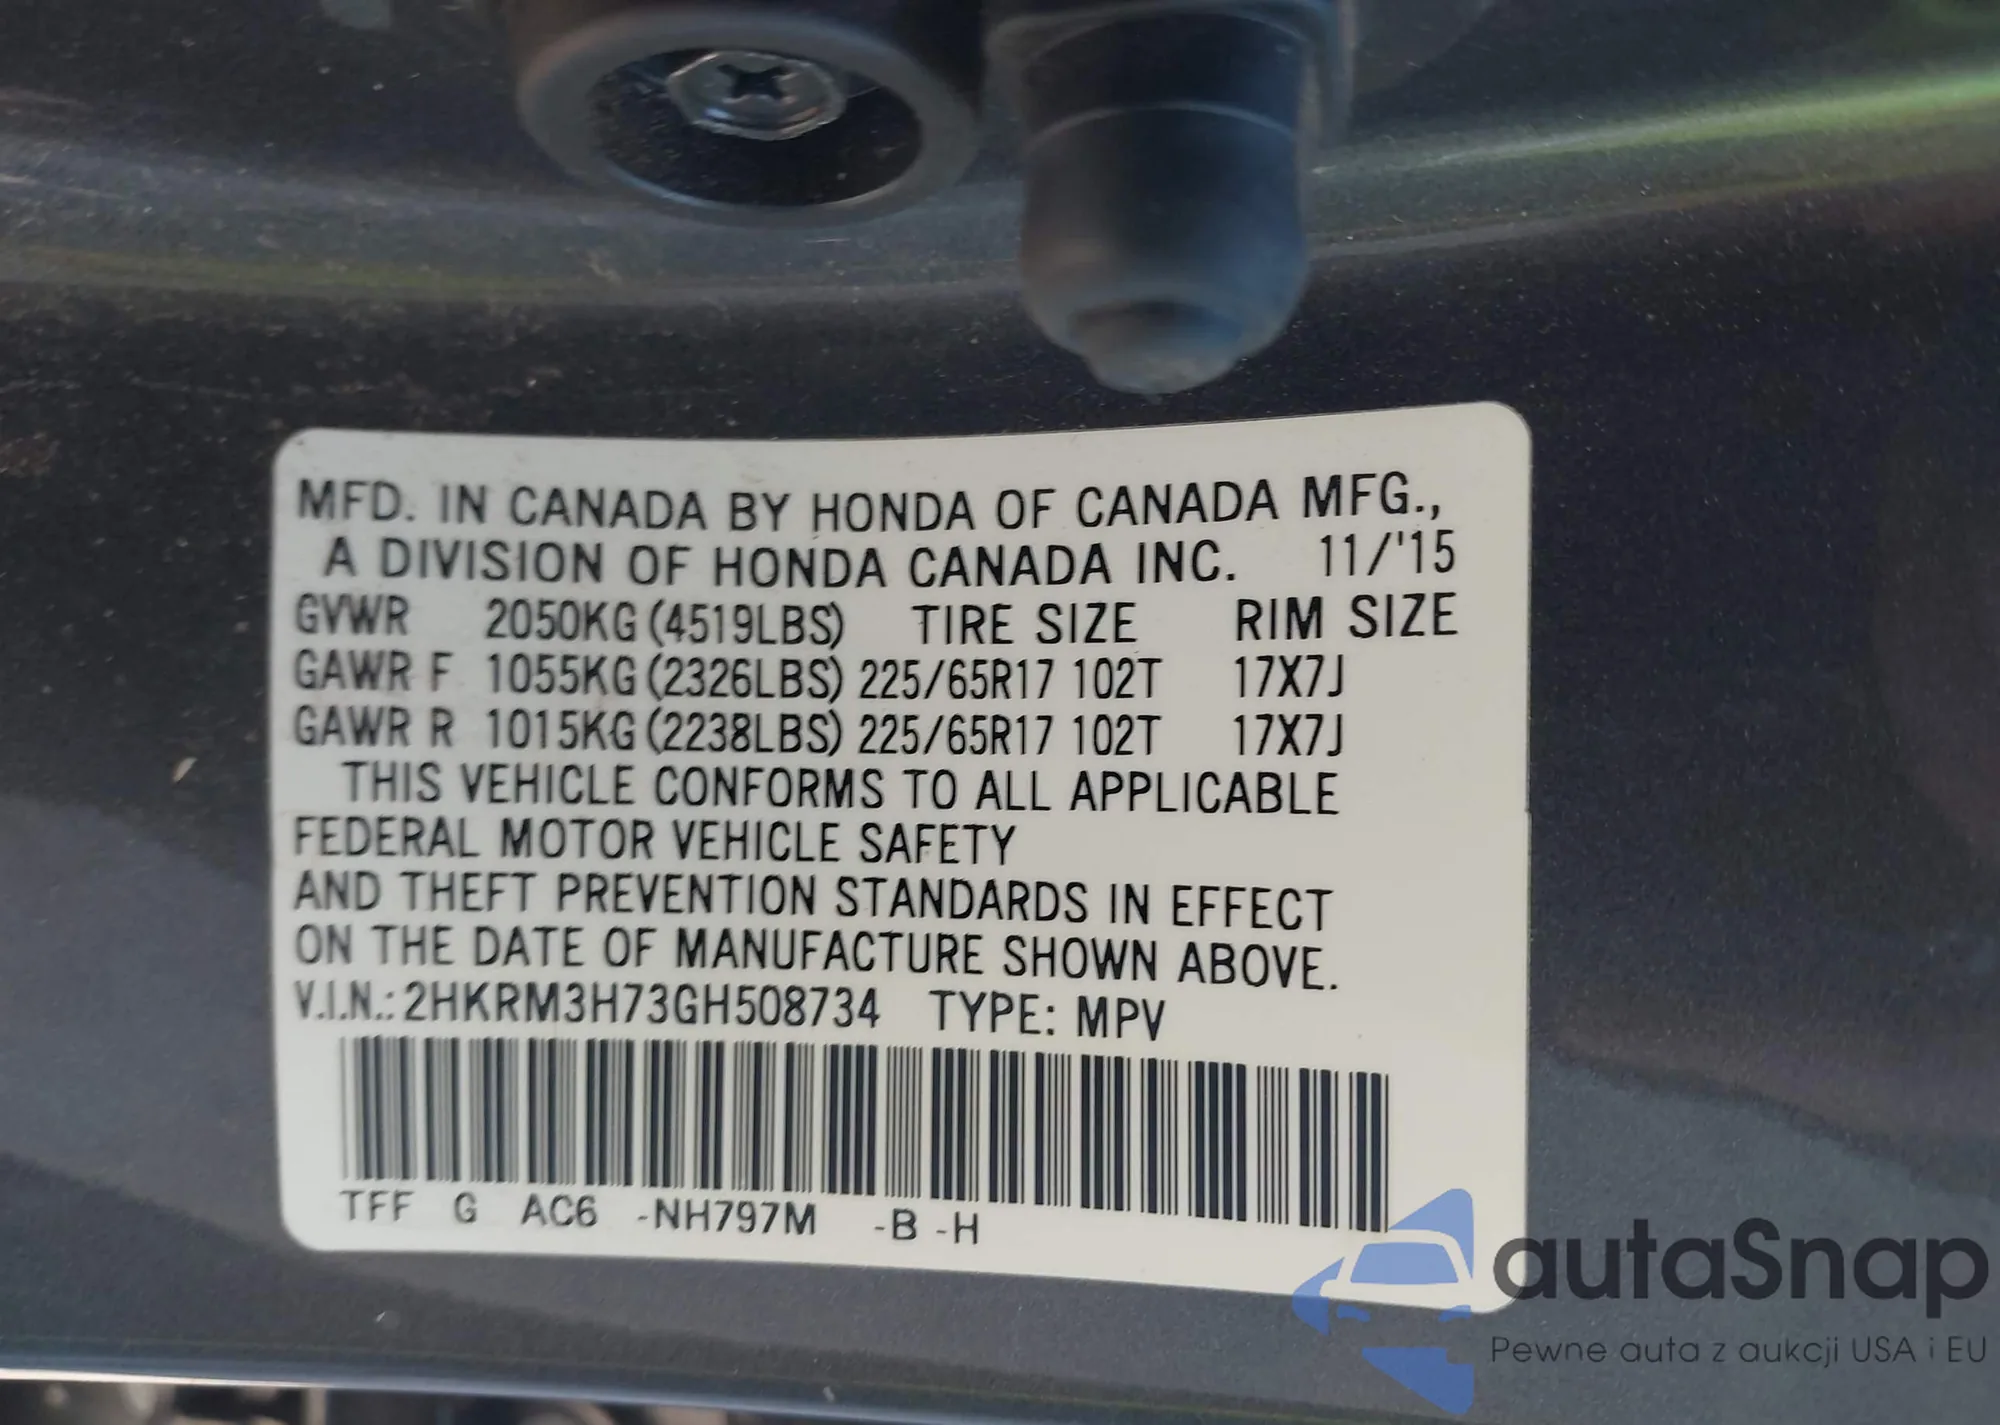 MFD. IN CANADA BY HONDA OF CANADA MFG.,
A DIVISION OF HONDA CANADA INC. 11/'15
GVWR 2050KG (4519LBS) TIRE SIZE RIM SIZE
GAWR F 1055KG (2326LBS) 225/65R17 102T 17X7J
GAWR R 1015KG (2238LBS) 225/65R17 102T 17X7J
THIS VEHICLE CONFORMS TO ALL APPLICABLE
FEDERAL MOTOR VEHICLE SAFETY
AND THEFT PREVENTION STANDARDS IN EFFECT
ON THE DATE OF MANUFACTURE SHOWN ABOVE.
V.I.N.: 2HKRM3H73GH508734 TYPE: MPV
TFF G AC6 -NH797M -B -H
autaSnap
Pewne auta z aukcji USA i EU